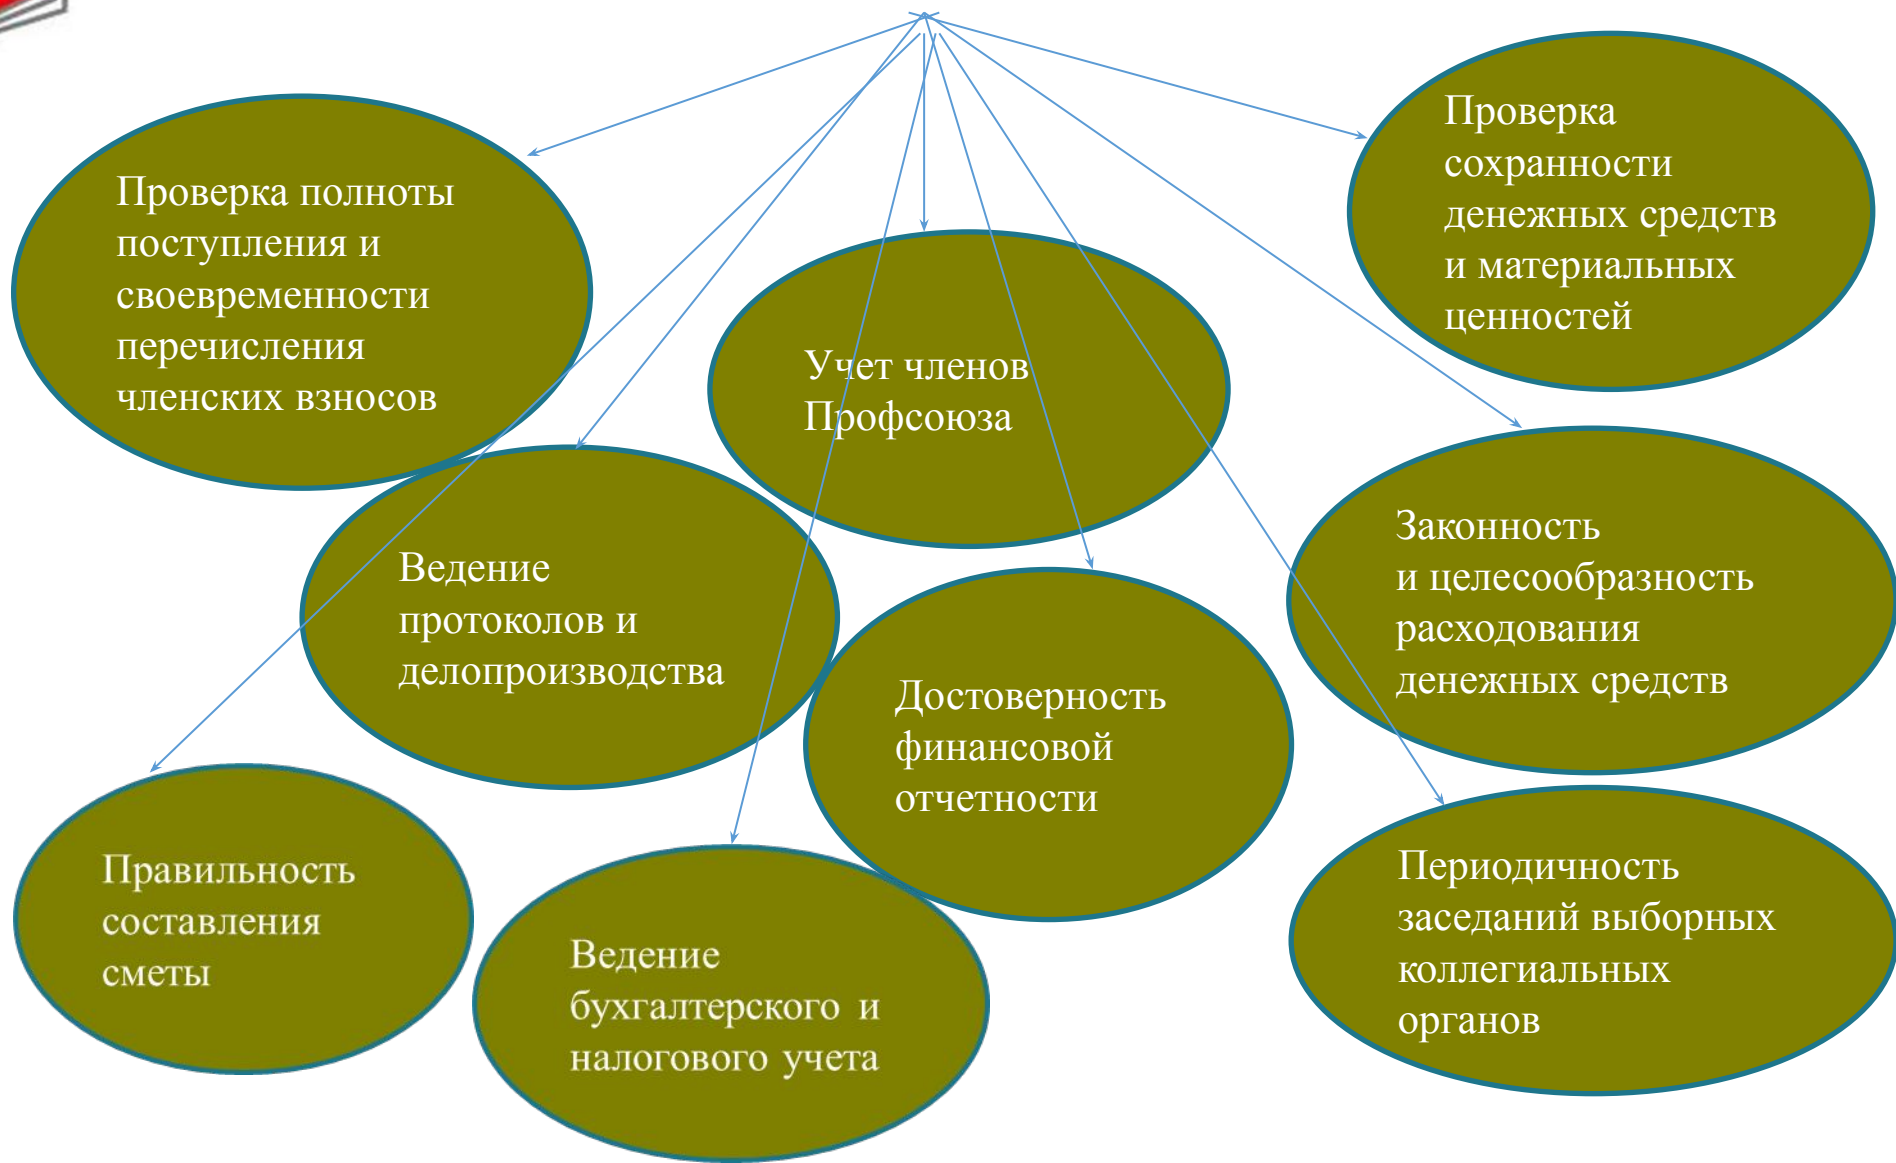 Проверка полноты
поступления и
своевременности
перечисления
членских взносов
Проверка
сохранности
денежных средств
и материальных
ценностей
Учет членов
Профсоюза
Ведение
протоколов и
делопроизводства
Законность
и целесообразность
расходования
денежных средств
Достоверность
финансовой
отчетности
Правильность
составления
сметы
Ведение
бухгалтерского и
налогового учета
Периодичность
заседаний выборных
коллегиальных
органов